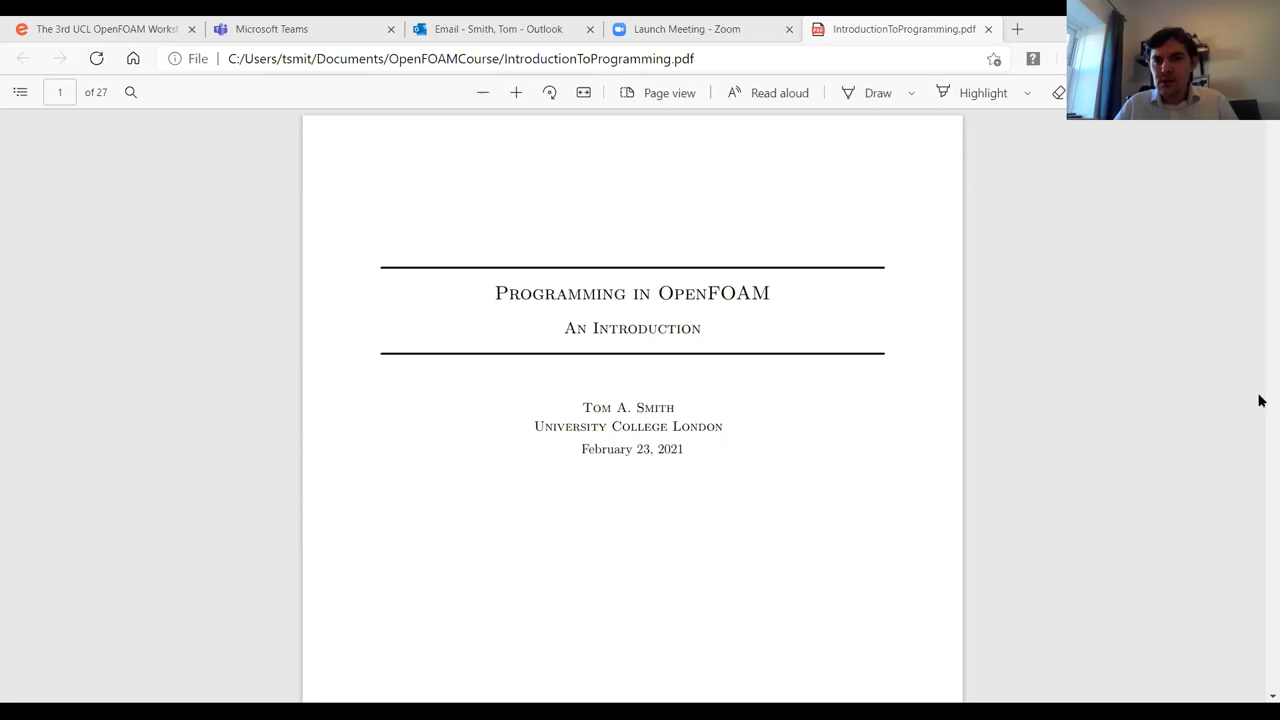 The 3rd UCL OpenFOAM Works
Microsoft Teams
Email - Smith, Tom - Outlook
Launch Meeting - Zoom
IntroductionToProgramming.pdf
File
C:/Users/tsmit/Documents/OpenFOAMCourse/IntroductionToProgramming.pdf
1 of 27
Page view
Read aloud
Draw
Highlight
Programming in OpenFOAM
An Introduction
Tom A. Smith
University College London
February 23, 2021